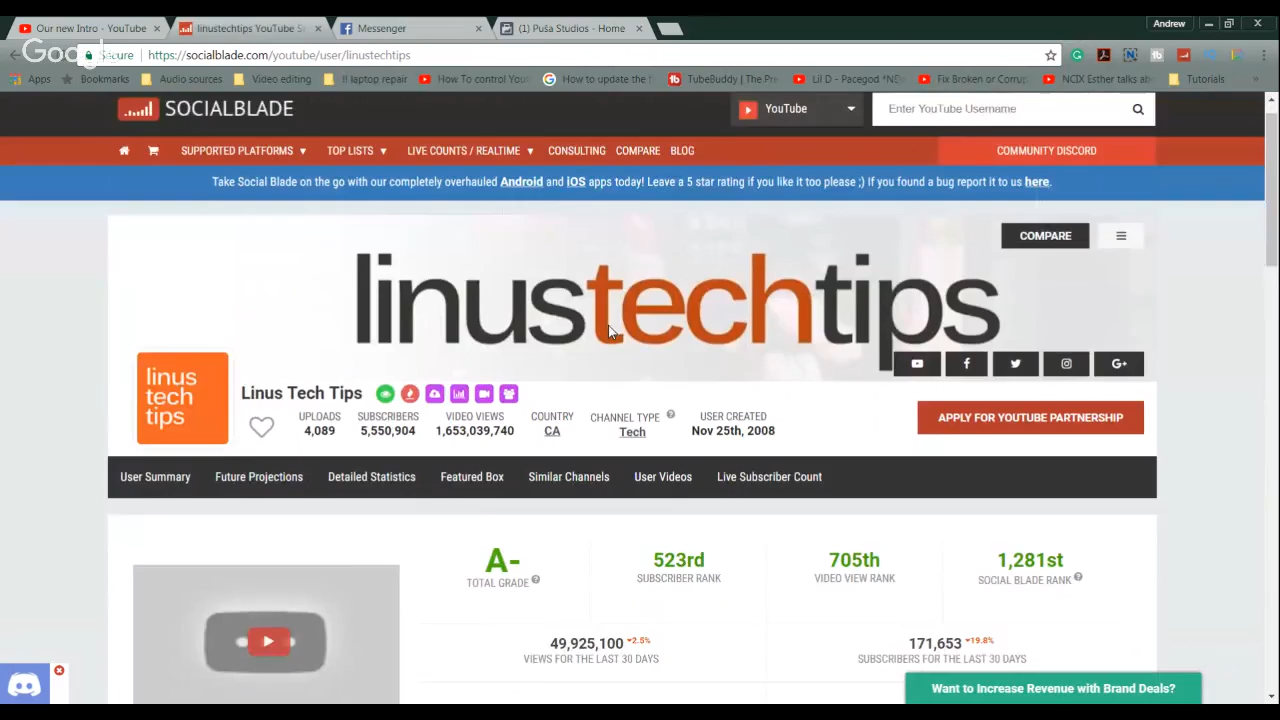 Our new Intro - YouTube
linustechtips YouTube S
Messenger
(1) Puša Studios - Home
Andrew
Secure
https://socialblade.com/youtube/user/linustechtips
Apps
Bookmarks
Audio sources
Video editing
II laptop repair
How To control You
How to update the f
TubeBuddy | The Pre
Lil D - Pacegod *NEW
Fix Broken or Corrup
NCIX Esther talks ab
Tutorials
SOCIALBLADE
YouTube
Enter YouTube Username
SUPPORTED PLATFORMS
TOP LISTS
LIVE COUNTS / REALTIME
CONSULTING
COMPARE
BLOG
COMMUNITY DISCORD
Take Social Blade on the go with our completely overhauled Android and iOS apps today! Leave a 5 star rating if you like it too please ;) If you found a bug report it to us here.
COMPARE
linustechtips
linus
tech
tips
Linus Tech Tips
UPLOADS
4,089
SUBSCRIBERS
5,550,904
VIDEO VIEWS
1,653,039,740
COUNTRY
CA
CHANNEL TYPE
Tech
USER CREATED
Nov 25th, 2008
APPLY FOR YOUTUBE PARTNERSHIP
User Summary
Future Projections
Detailed Statistics
Featured Box
Similar Channels
User Videos
Live Subscriber Count
A-
TOTAL GRADE
523rd
SUBSCRIBER RANK
705th
VIDEO VIEW RANK
1,281st
SOCIAL BLADE RANK
49,925,100 2.5%
VIEWS FOR THE LAST 30 DAYS
171,653 19.8%
SUBSCRIBERS FOR THE LAST 30 DAYS
Want to Increase Revenue with Brand Deals?